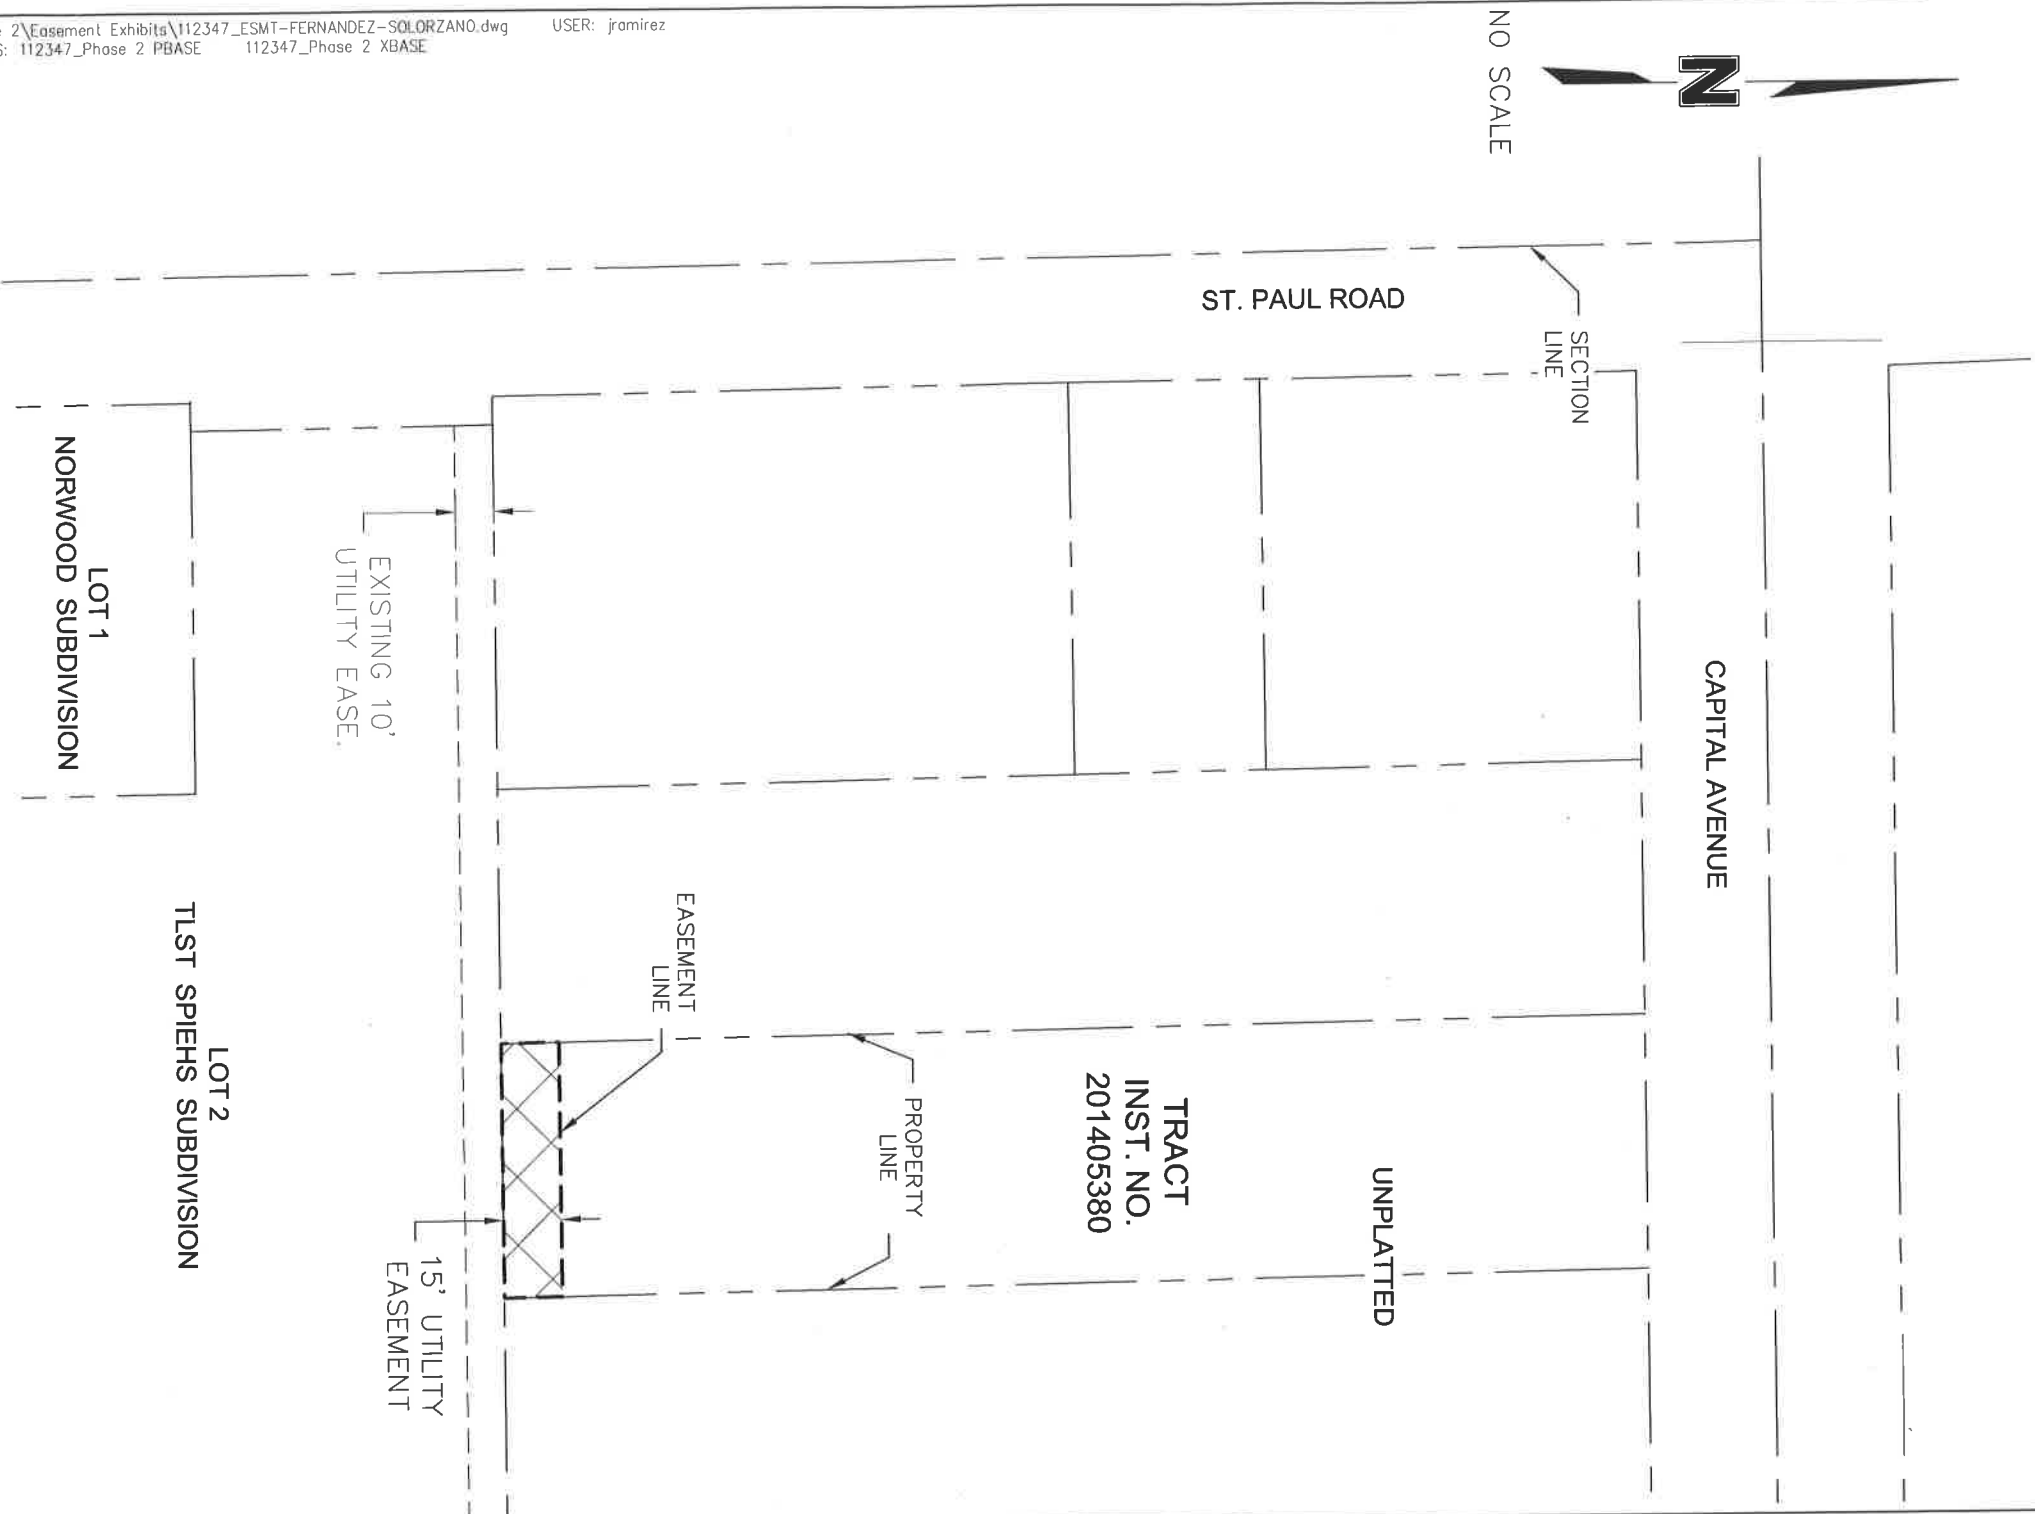 2\Easement Exhibits\112347_ESMT-FERNANDEZ-SOLORZANO.dwg USER: jramirez
112347_Phase 2 PBASE 112347_Phase 2 XBASE
NO SCALE
N
ST. PAUL ROAD
SECTION
LINE
CAPITAL AVENUE
LOT 1
NORWOOD SUBDIVISION
EXISTING 10'
UTILITY EASE.
EASEMENT
LINE
PROPERTY
LINE
TRACT
INST. NO.
201405380
UNPLATTED
LOT 2
TLST SPIEHS SUBDIVISION
15' UTILITY
EASEMENT